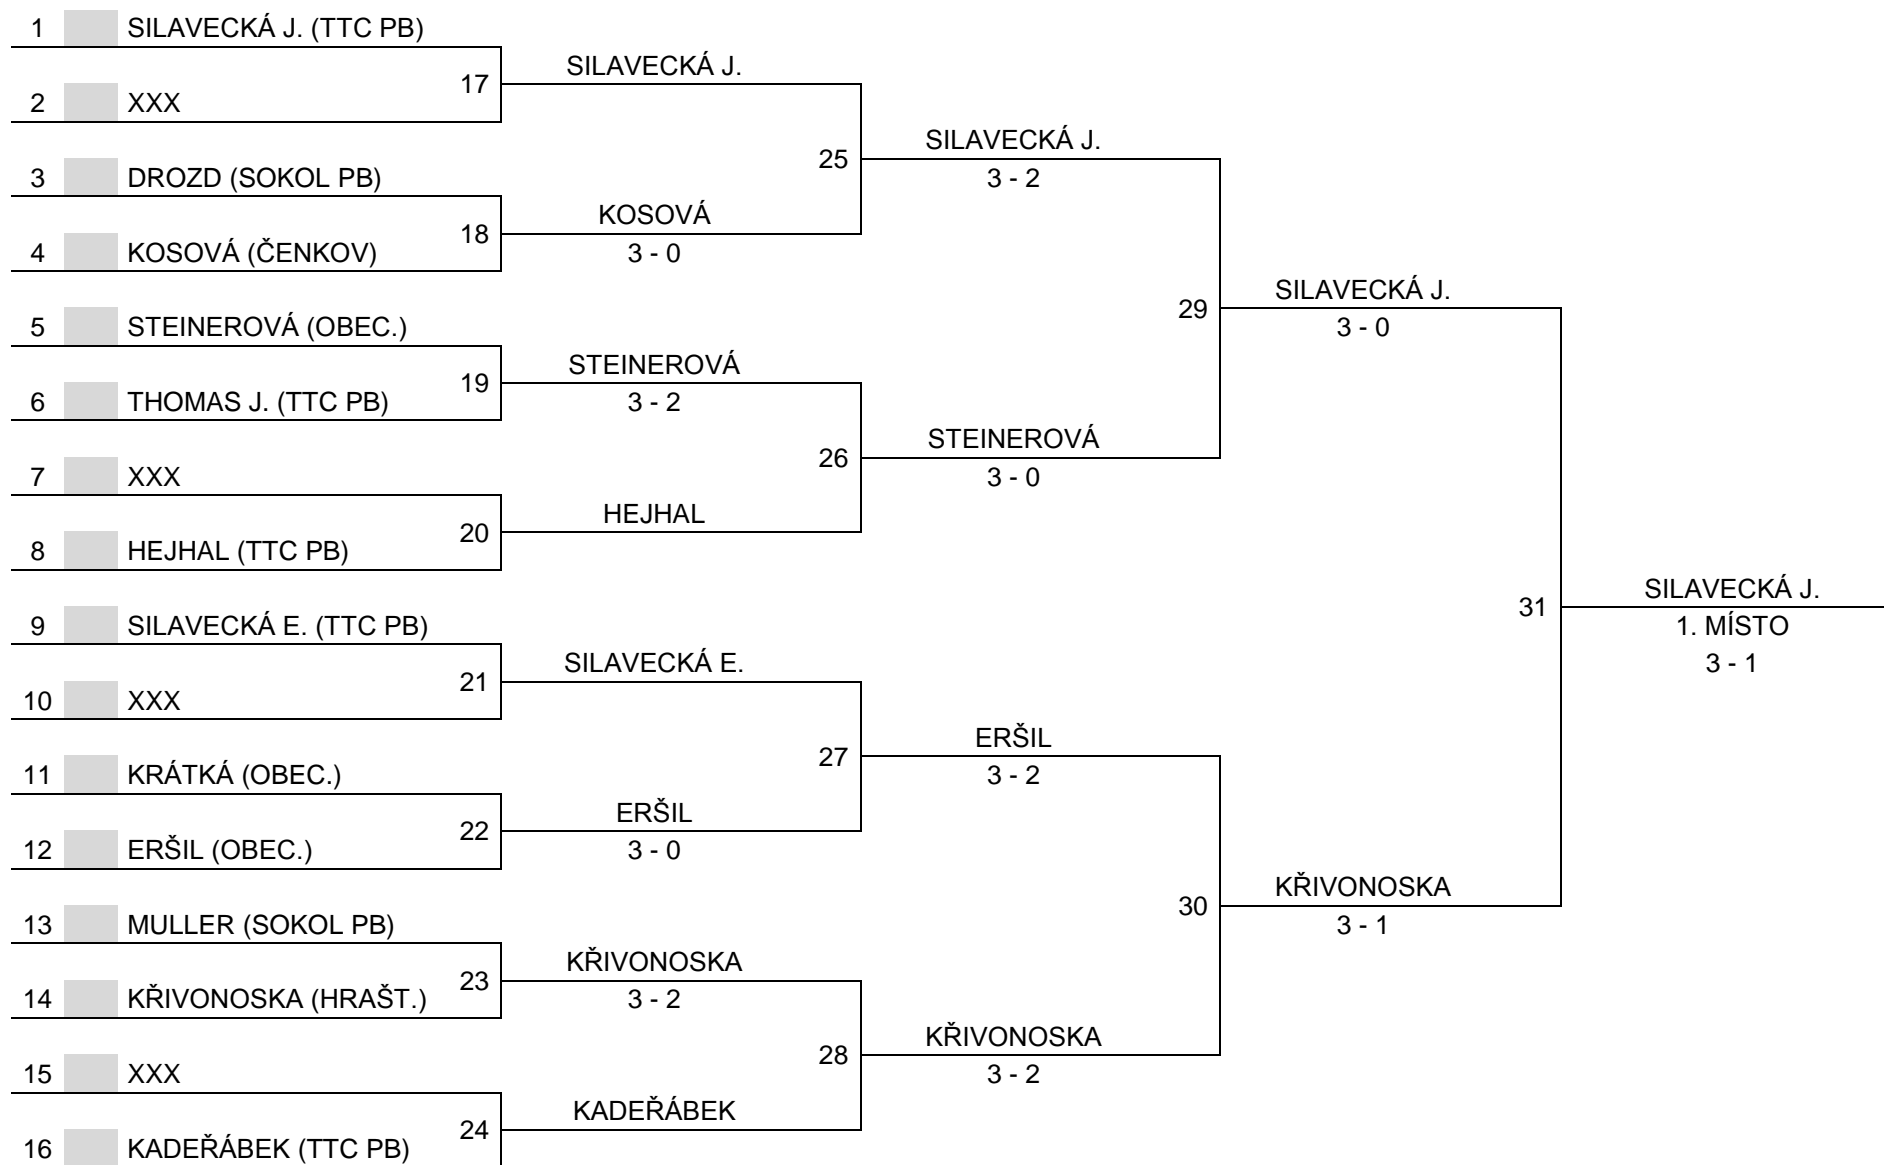 1 SILAVECKÁ J. (TTC PB)
17 SILAVECKÁ J.
2 XXX
25 SILAVECKÁ J.
3 - 2
3 DROZD (SOKOL PB)
18 KOSOVÁ
3 - 0
4 KOSOVÁ (ČENKOV)
29 SILAVECKÁ J.
3 - 0
5 STEINEROVÁ (OBEC.)
19 STEINEROVÁ
3 - 2
6 THOMAS J. (TTC PB)
26 STEINEROVÁ
3 - 0
7 XXX
20 HEJHAL
8 HEJHAL (TTC PB)
31 SILAVECKÁ J.
1. MÍSTO
3 - 1
9 SILAVECKÁ E. (TTC PB)
21 SILAVECKÁ E.
10 XXX
27 ERŠIL
3 - 2
11 KRÁTKÁ (OBEC.)
22 ERŠIL
3 - 0
12 ERŠIL (OBEC.)
30 KŘIVONOSKA
3 - 1
13 MULLER (SOKOL PB)
23 KŘIVONOSKA
3 - 2
14 KŘIVONOSKA (HRAŠT.)
28 KŘIVONOSKA
3 - 2
15 XXX
24 KADEŘÁBEK
16 KADEŘÁBEK (TTC PB)